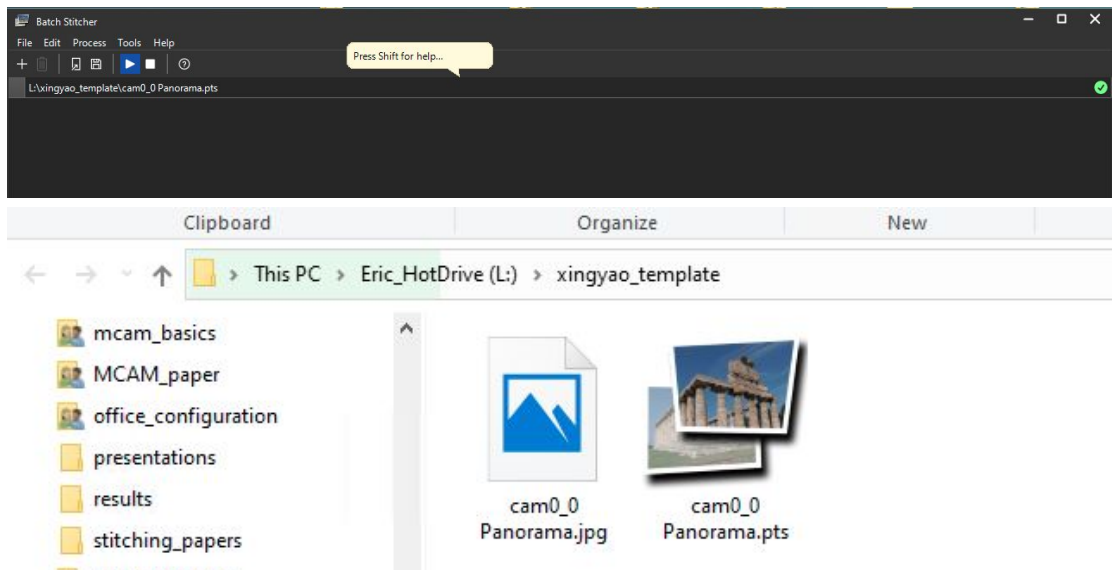 Batch Stitcher
File Edit Process Tools Help
Press Shift for help...
L:\xingyao_template\cam0_0 Panorama.pts
Clipboard Organize New
This PC > Eric_HotDrive (L:) > xingyao_template
mcam_basics
MCAM_paper
office_configuration
presentations
results
stitching_papers
cam0_0
Panorama.jpg
cam0_0
Panorama.pts